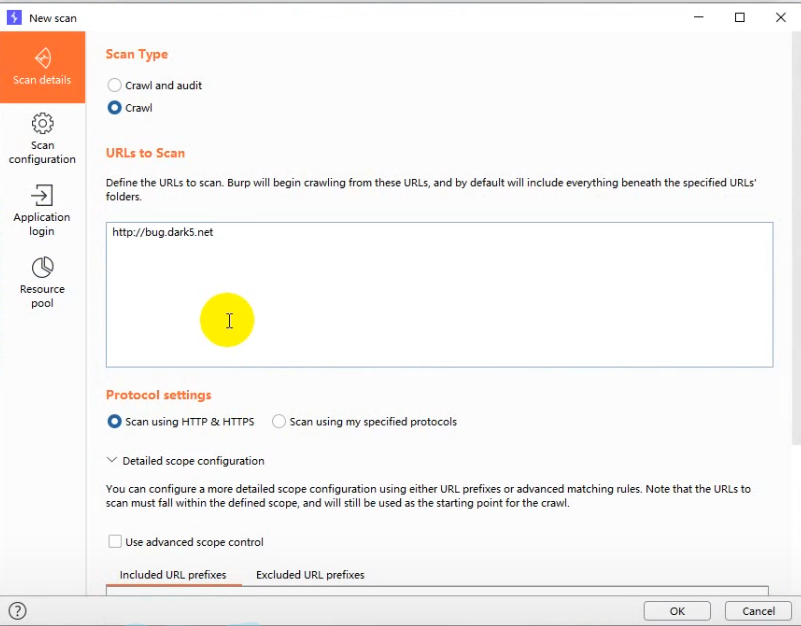 New scan
Scan details
Scan
configuration
Application
login
Resource
pool
Scan Type
Crawl and audit
Crawl
URLs to Scan
Define the URLs to scan. Burp will begin crawling from these URLs, and by default will include everything beneath the specified URLs'
folders.
http://bug.dark5.net
Protocol settings
Scan using HTTP & HTTPS
Scan using my specified protocols
Detailed scope configuration
You can configure a more detailed scope configuration using either URL prefixes or advanced matching rules. Note that the URLs to
scan must fall within the defined scope, and will still be used as the starting point for the crawl.
Use advanced scope control
Included URL prefixes
Excluded URL prefixes
?
OK
Cancel